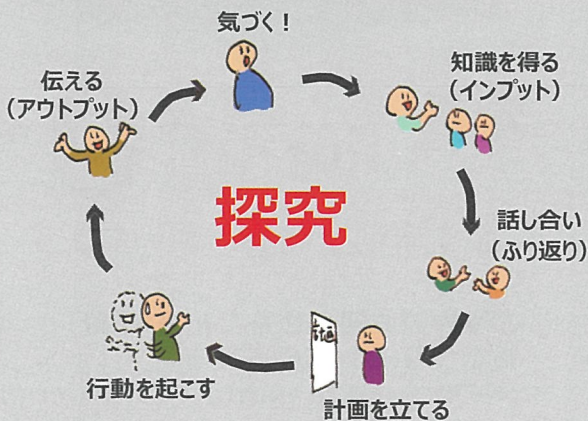 気づく！
知識を得る
（インプット）
話し合い
（ふり返り）
計画を立てる
計画
行動を起こす
伝える
（アウトプット）
探究